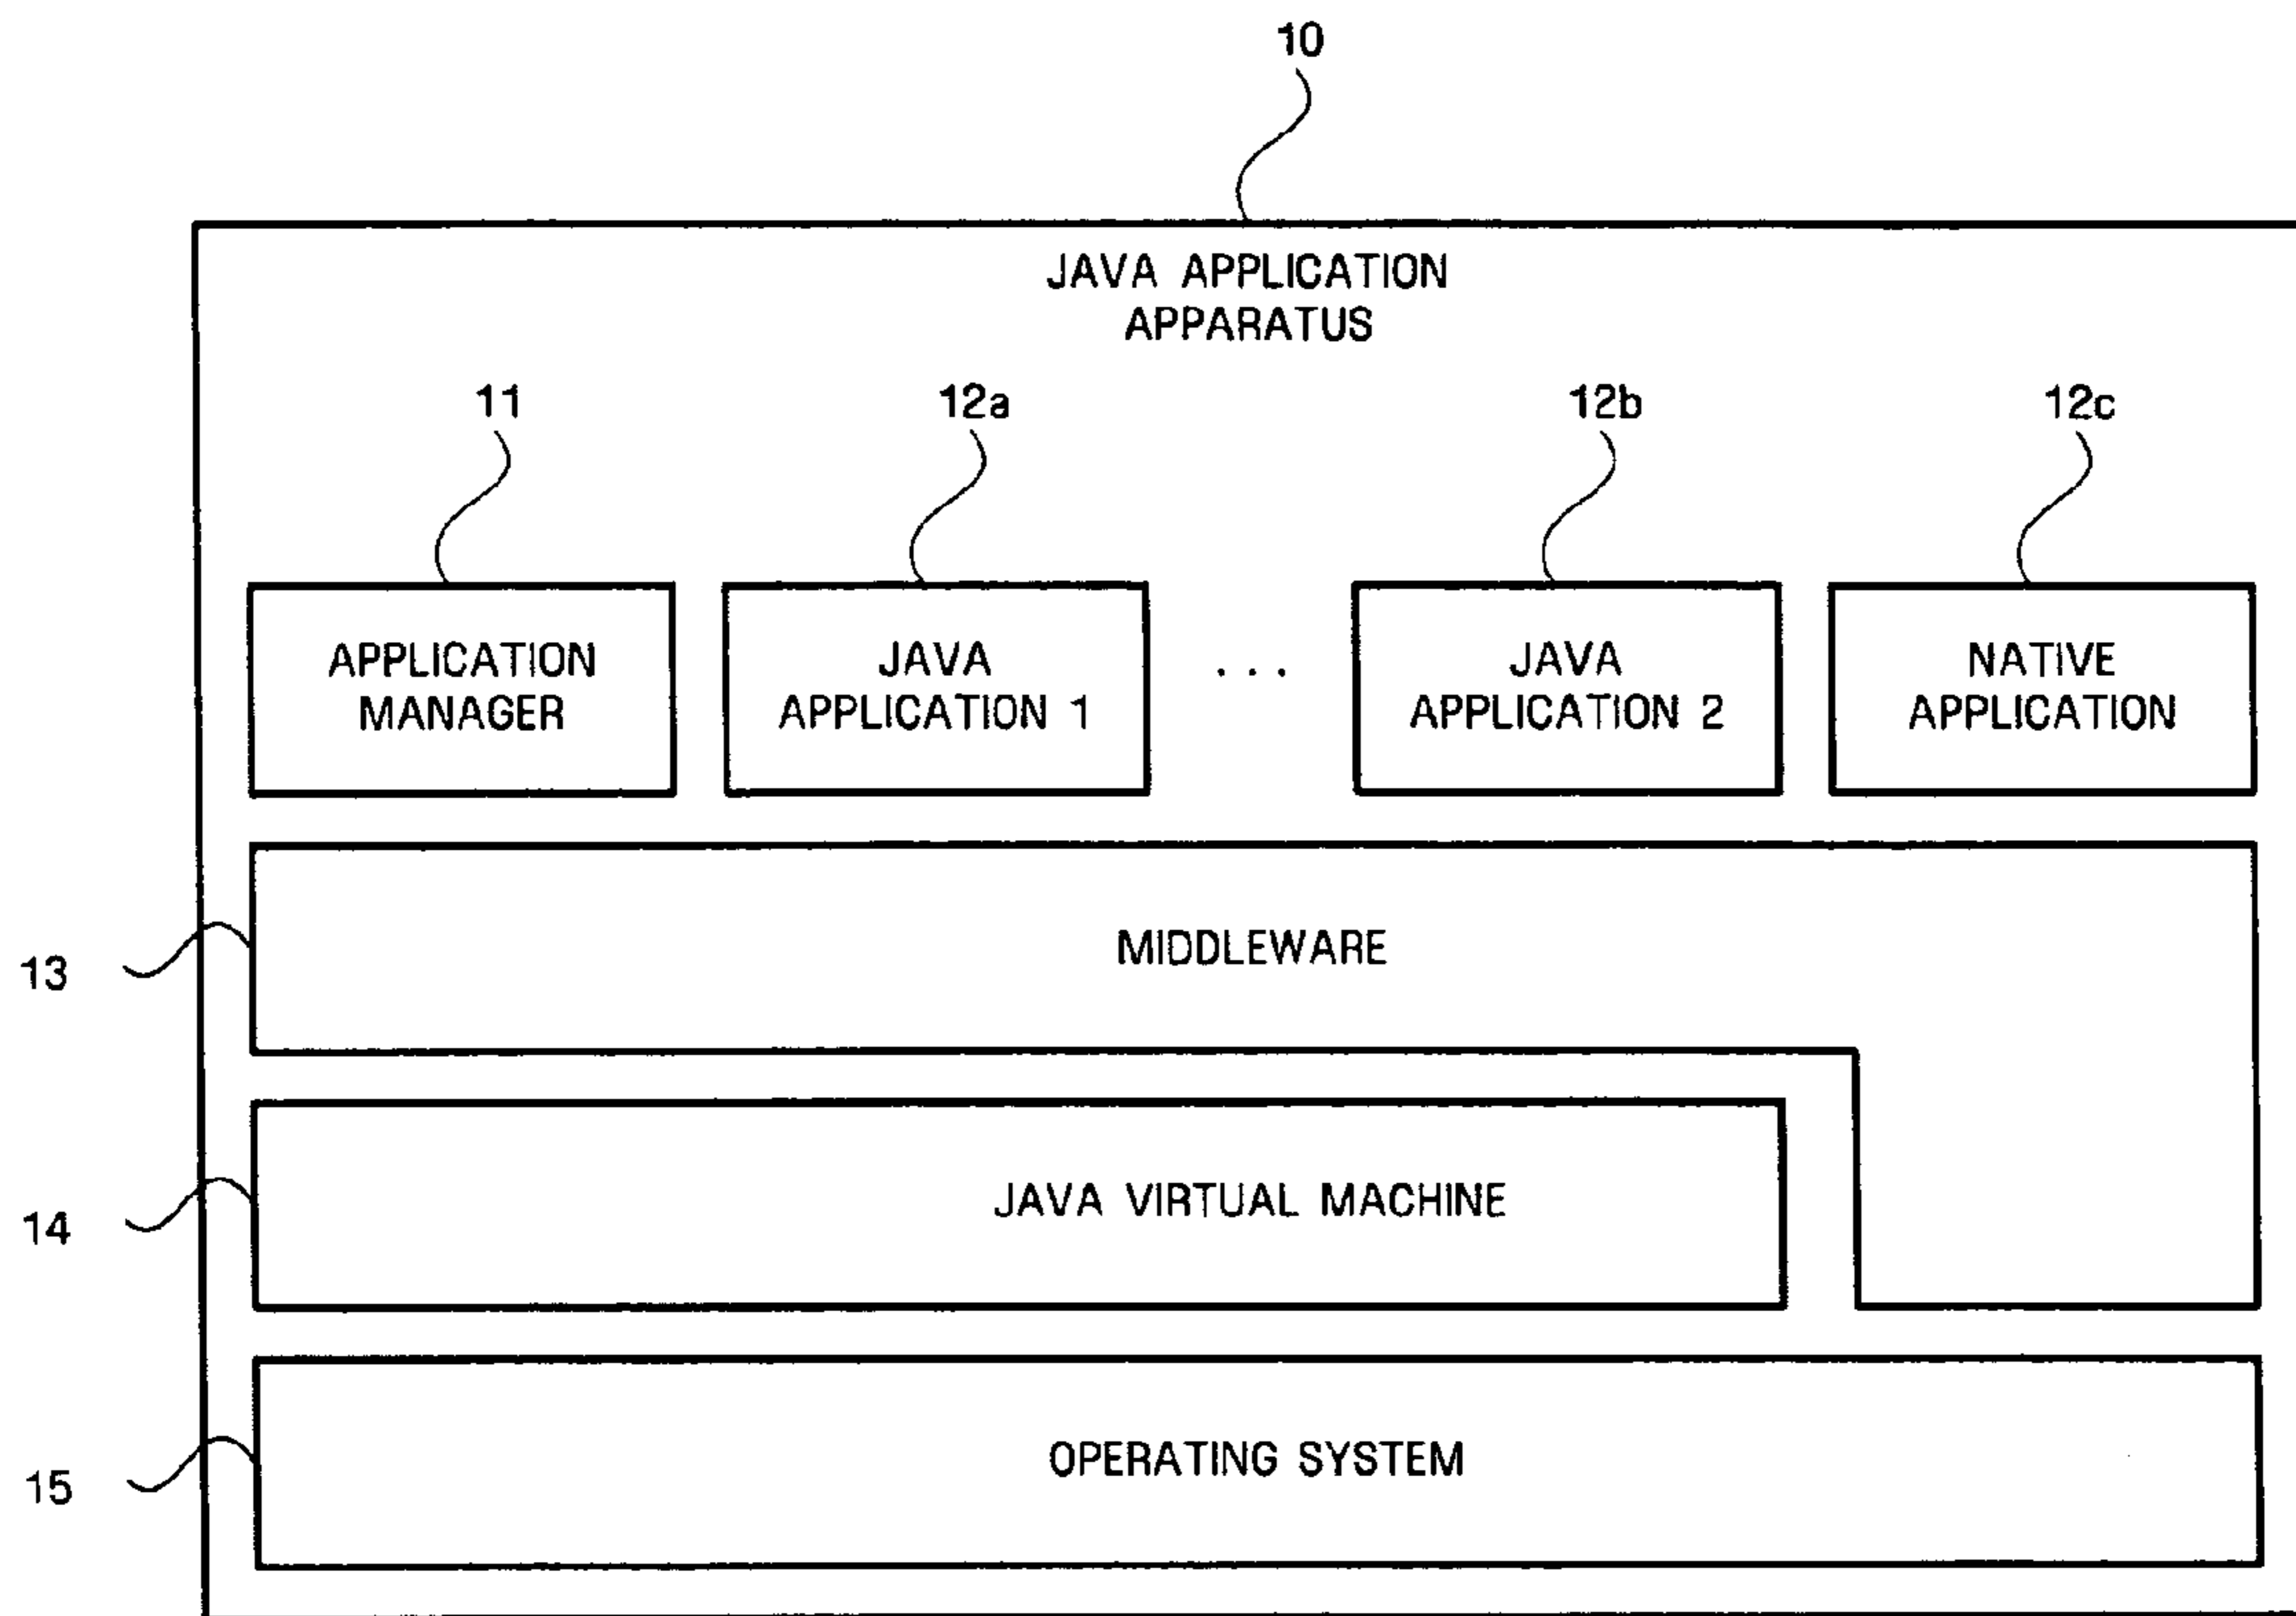 10
JAVA APPLICATION
APPARATUS
11
12a
12b
12c
APPLICATION
MANAGER
JAVA
APPLICATION 1
...
JAVA
APPLICATION 2
NATIVE
APPLICATION
13
MIDDLEWARE
14
JAVA VIRTUAL MACHINE
15
OPERATING SYSTEM